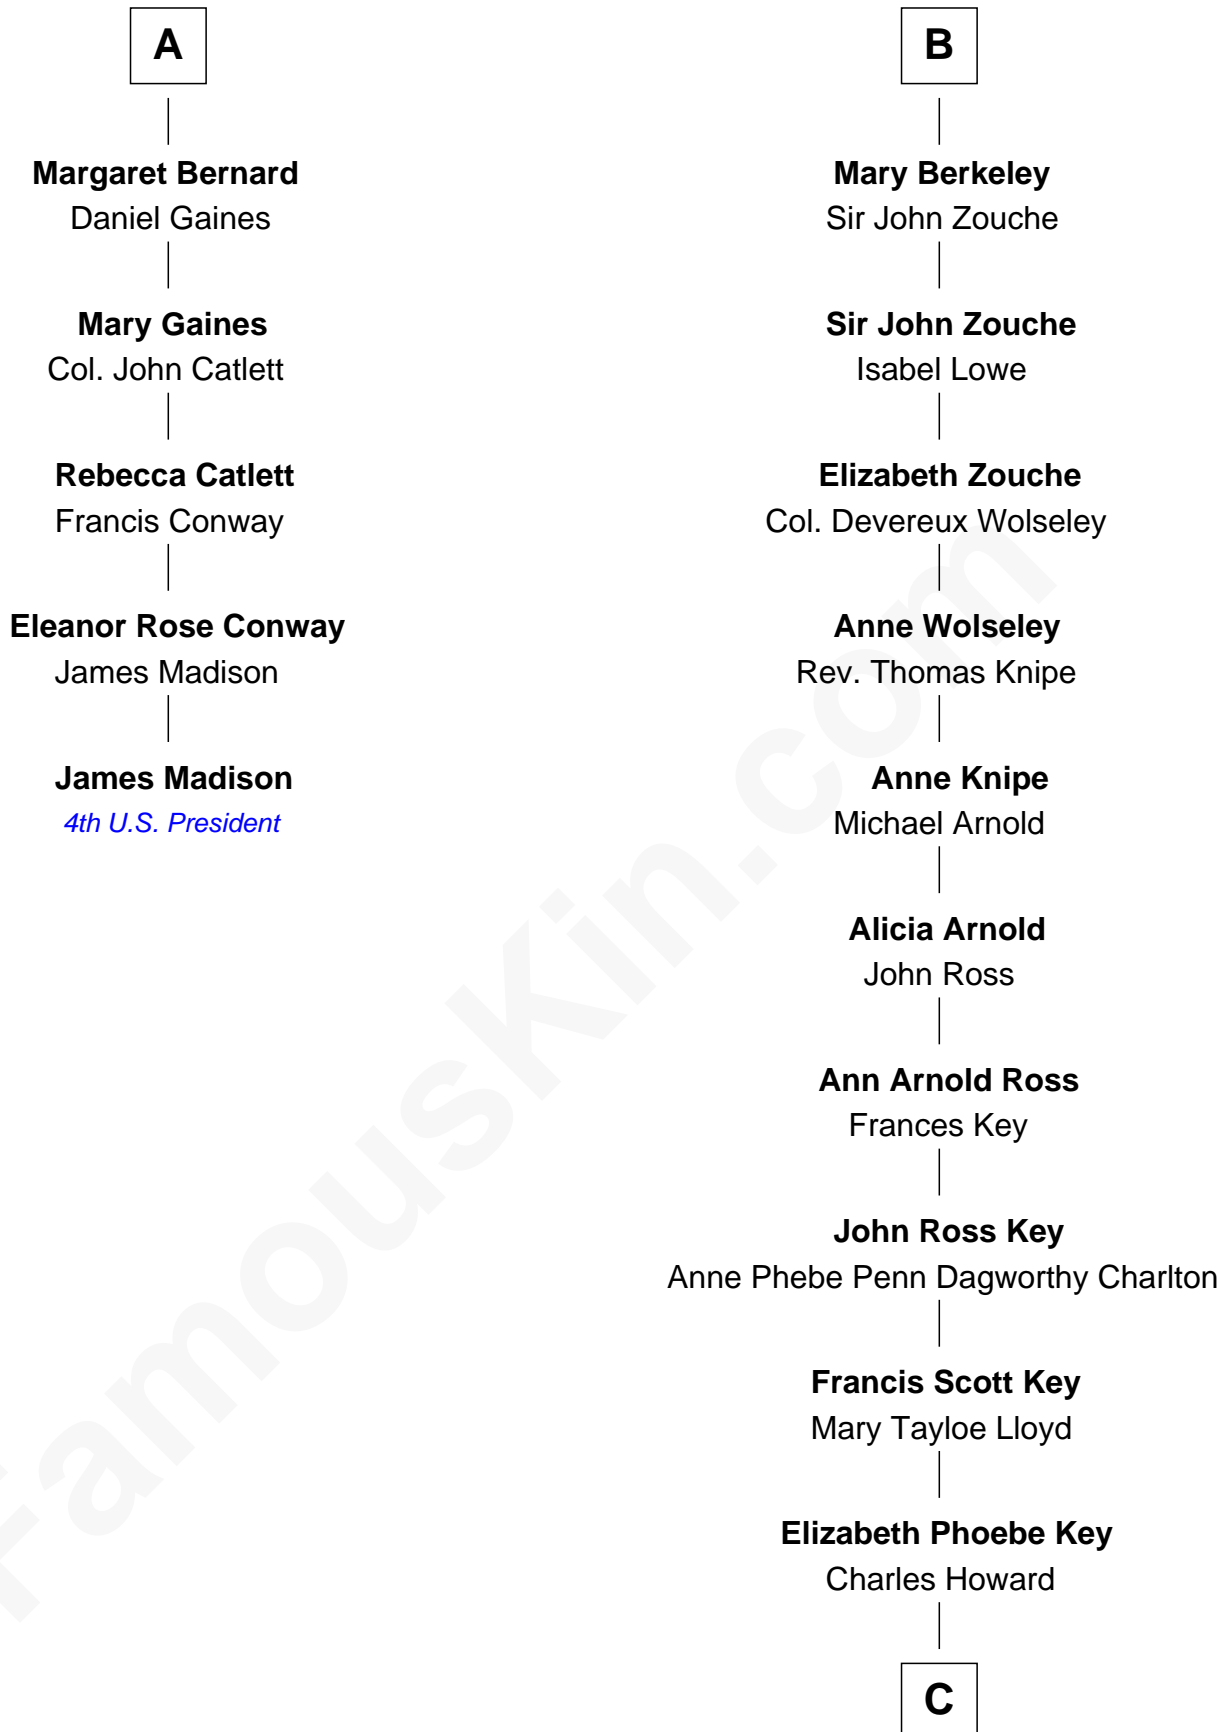 A
Margaret Bernard
Daniel Gaines
Mary Gaines
Col. John Catlett
Rebecca Catlett
Francis Conway
Eleanor Rose Conway
James Madison
James Madison
4th U.S. President
B
Mary Berkeley
Sir John Zouche
Sir John Zouche
Isabel Lowe
Elizabeth Zouche
Col. Devereux Wolseley
Anne Wolseley
Rev. Thomas Knipe
Anne Knipe
Michael Arnold
Alicia Arnold
John Ross
Ann Arnold Ross
Frances Key
John Ross Key
Anne Phebe Penn Dagworthy Charlton
Francis Scott Key
Mary Tayloe Lloyd
Elizabeth Phoebe Key
Charles Howard
C
FamousKin.com